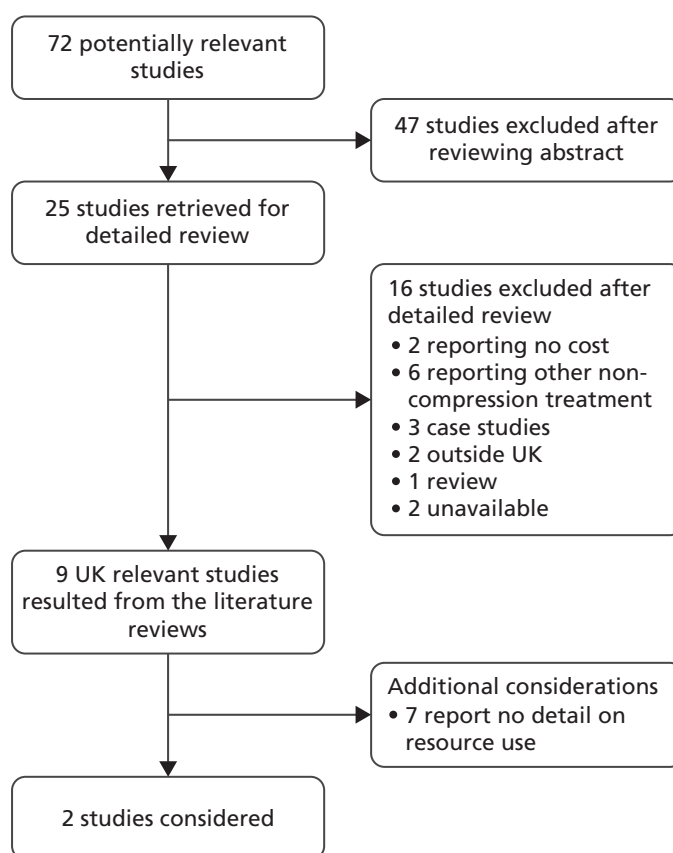 72 potentially relevant
studies
47 studies excluded after
reviewing abstract
25 studies retrieved for
detailed review
16 studies excluded after
detailed review
• 2 reporting no cost
• 6 reporting other non-
compression treatment
• 3 case studies
• 2 outside UK
• 1 review
• 2 unavailable
9 UK relevant studies
resulted from the literature
reviews
Additional considerations
• 7 report no detail on
resource use
2 studies considered